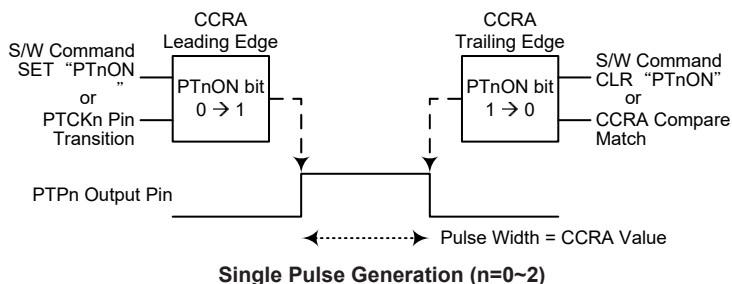 CCRA
Leading Edge
S/W Command
SET “PTnON
”
or
PTCKn Pin
Transition
PTnON bit
0 → 1
CCRA
Trailing Edge
PTnON bit
1 → 0
S/W Command
CLR “PTnON”
or
CCRA Compare
Match
PTPn Output Pin
Pulse Width = CCRA Value
Single Pulse Generation (n=0~2)